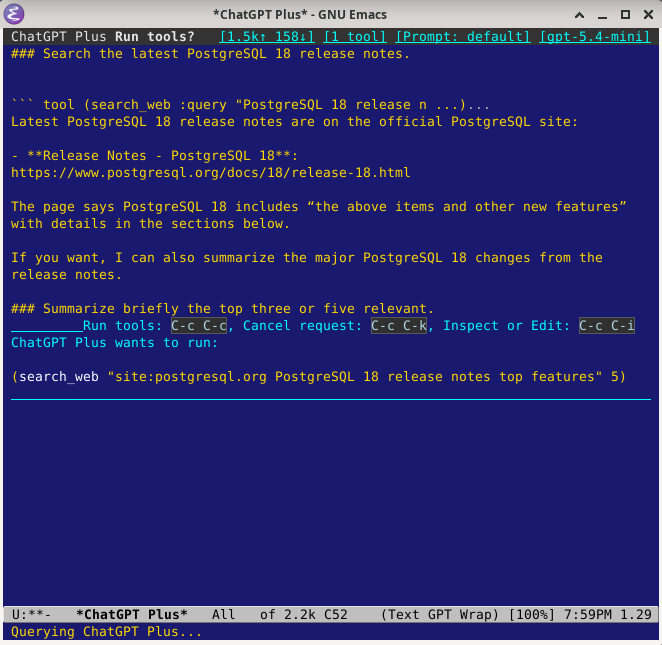 *ChatGPT Plus* - GNU Emacs
ChatGPT Plus Run tools? [1.5k↑ 158↓] [1 tool] [Prompt: default] [gpt-5.4-mini]
### Search the latest PostgreSQL 18 release notes.
``` tool (search_web :query "PostgreSQL 18 release n ...)...
Latest PostgreSQL 18 release notes are on the official PostgreSQL site:
- **Release Notes - PostgreSQL 18**:
https://www.postgresql.org/docs/18/release-18.html
The page says PostgreSQL 18 includes “the above items and other new features”
with details in the sections below.
If you want, I can also summarize the major PostgreSQL 18 changes from the
release notes.
### Summarize briefly the top three or five relevant.
Run tools: C-c C-c, Cancel request: C-c C-k, Inspect or Edit: C-c C-i
ChatGPT Plus wants to run:
(search_web "site:postgresql.org PostgreSQL 18 release notes top features" 5)
U:**- *ChatGPT Plus* All of 2.2k C52 (Text GPT Wrap) [100%] 7:59PM 1.29
Querying ChatGPT Plus...